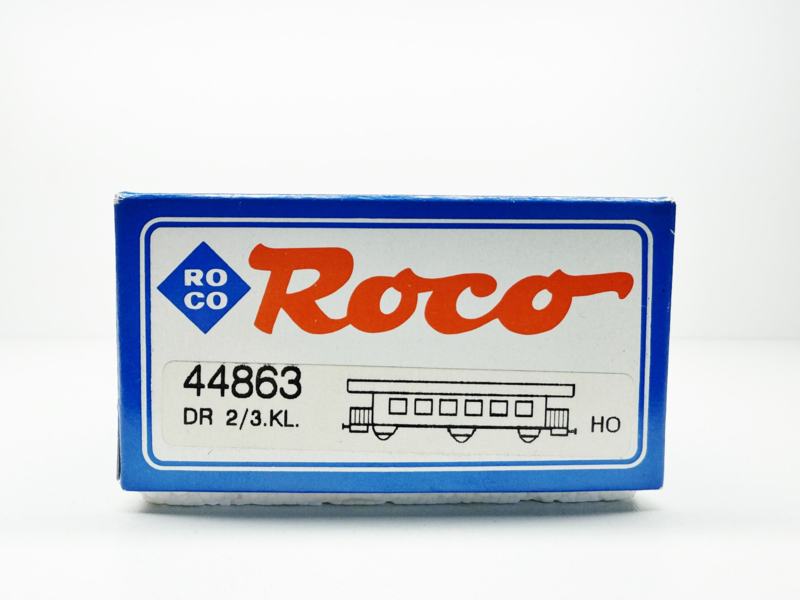 RO
CO
Roco
44863
DR 2/3.KL.
HO